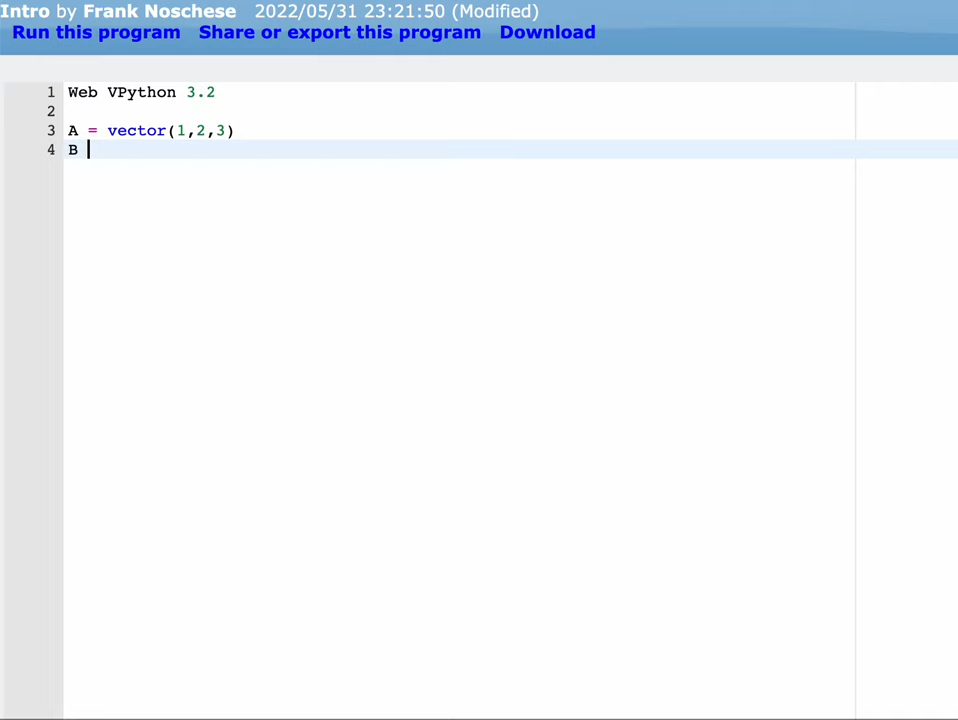 Intro by Frank Noschese 2022/05/31 23:21:50 (Modified)
Run this program Share or export this program Download
1 Web VPython 3.2
2
3 A = vector(1,2,3)
4 B